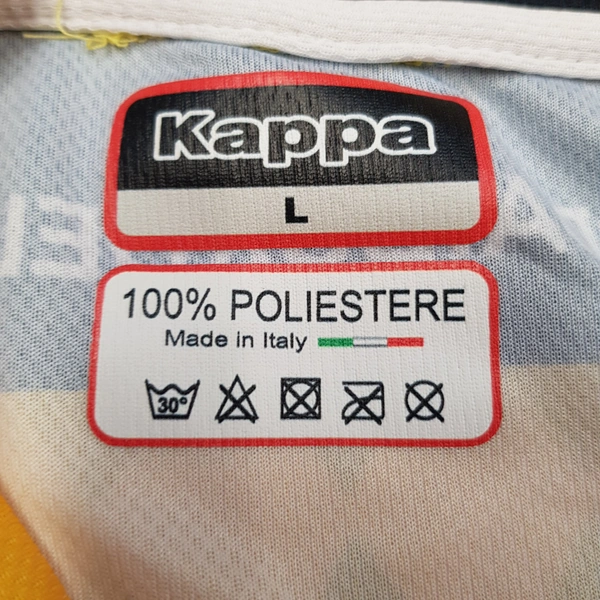 Kappa
L
100% POLIESTERE
Made in Italy
30°